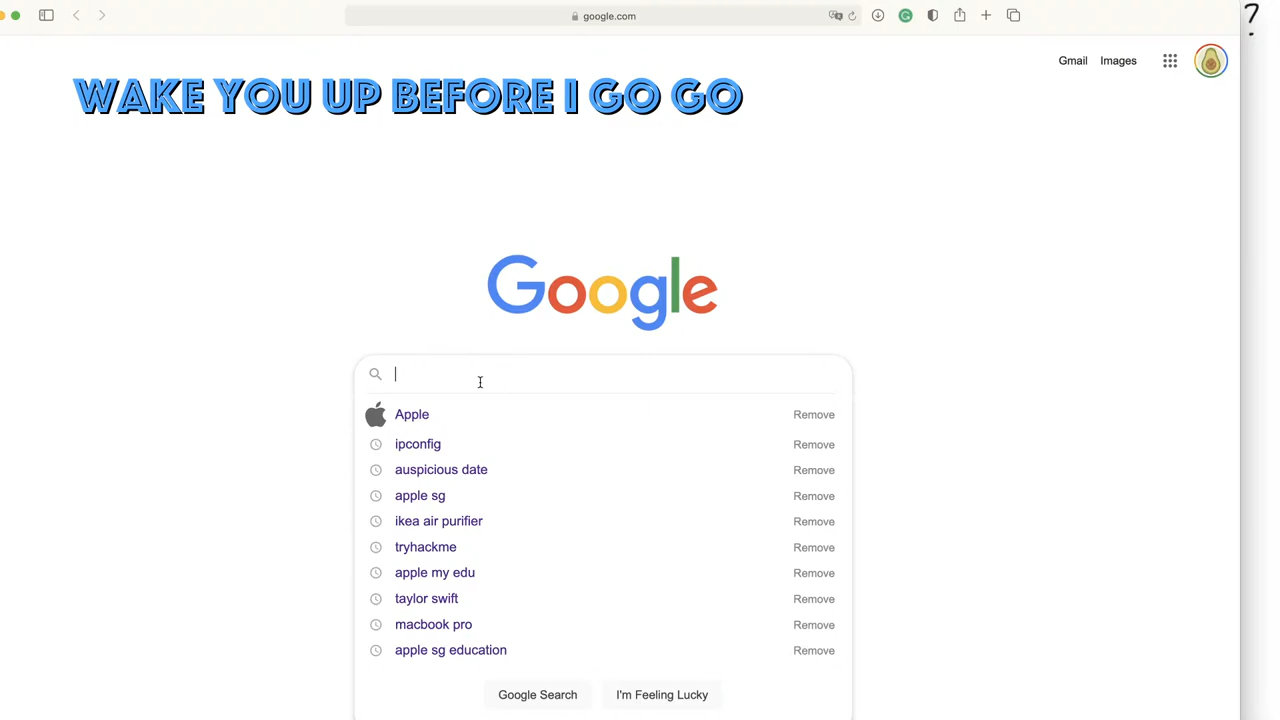 google.com
?
Gmail Images
WAKE YOU UP BEFORE I GO GO
Google
Apple Remove
ipconfig Remove
auspicious date Remove
apple sg Remove
ikea air purifier Remove
tryhackme Remove
apple my edu Remove
taylor swift Remove
macbook pro Remove
apple sg education Remove
Google Search I'm Feeling Lucky